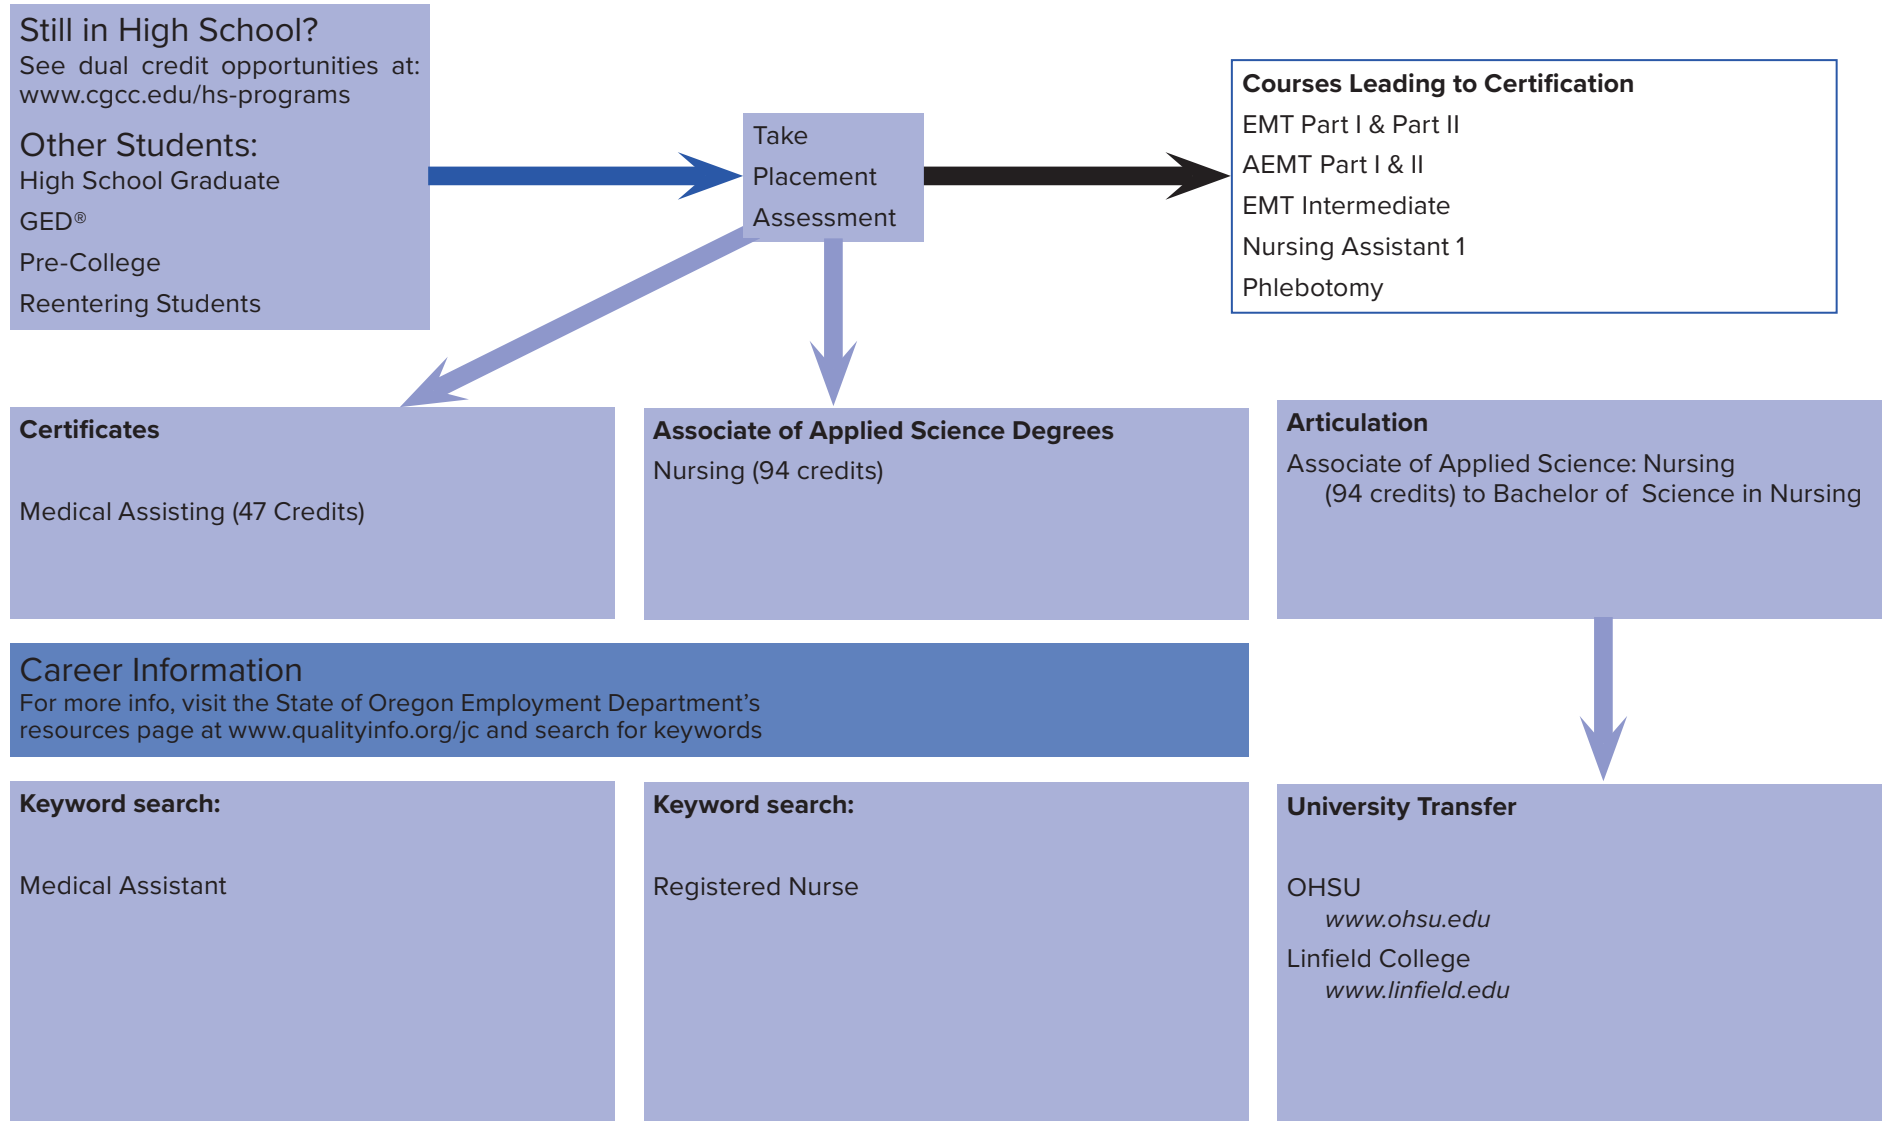 Still in High School?
See dual credit opportunities at:
www.cgcc.edu/hs-programs
Other Students:
High School Graduate
GED®
Pre-College
Reentering Students
Take
Placement
Assessment
Courses Leading to Certification
EMT Part I & Part II
AEMT Part I & II
EMT Intermediate
Nursing Assistant 1
Phlebotomy
Certificates
Medical Assisting (47 Credits)
Associate of Applied Science Degrees
Nursing (94 credits)
Articulation
Associate of Applied Science: Nursing
(94 credits) to Bachelor of Science in Nursing
Career Information
For more info, visit the State of Oregon Employment Department’s
resources page at www.qualityinfo.org/jc and search for keywords
Keyword search:
Medical Assistant
Keyword search:
Registered Nurse
University Transfer
OHSU
www.ohsu.edu
Linfield College
www.linfield.edu